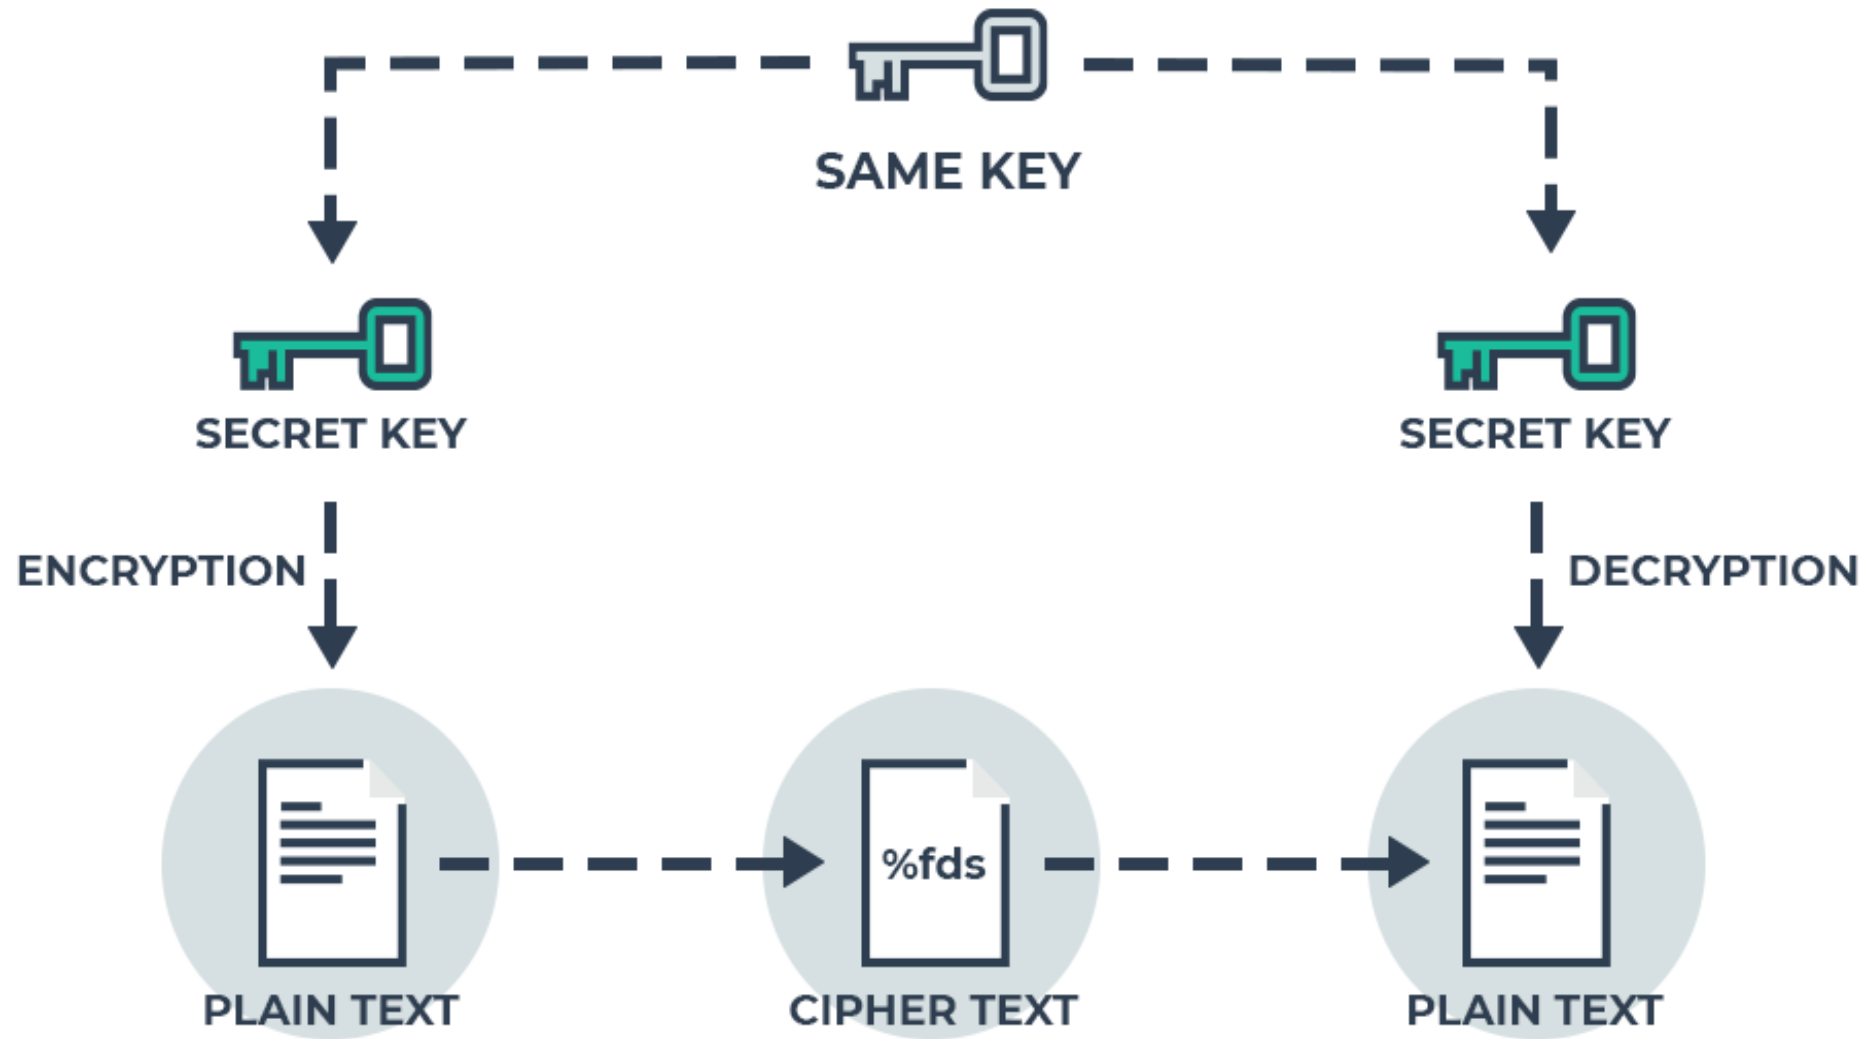 SAME KEY
SECRET KEY
SECRET KEY
ENCRYPTION
DECRYPTION
%fds
PLAIN TEXT
CIPHER TEXT
PLAIN TEXT